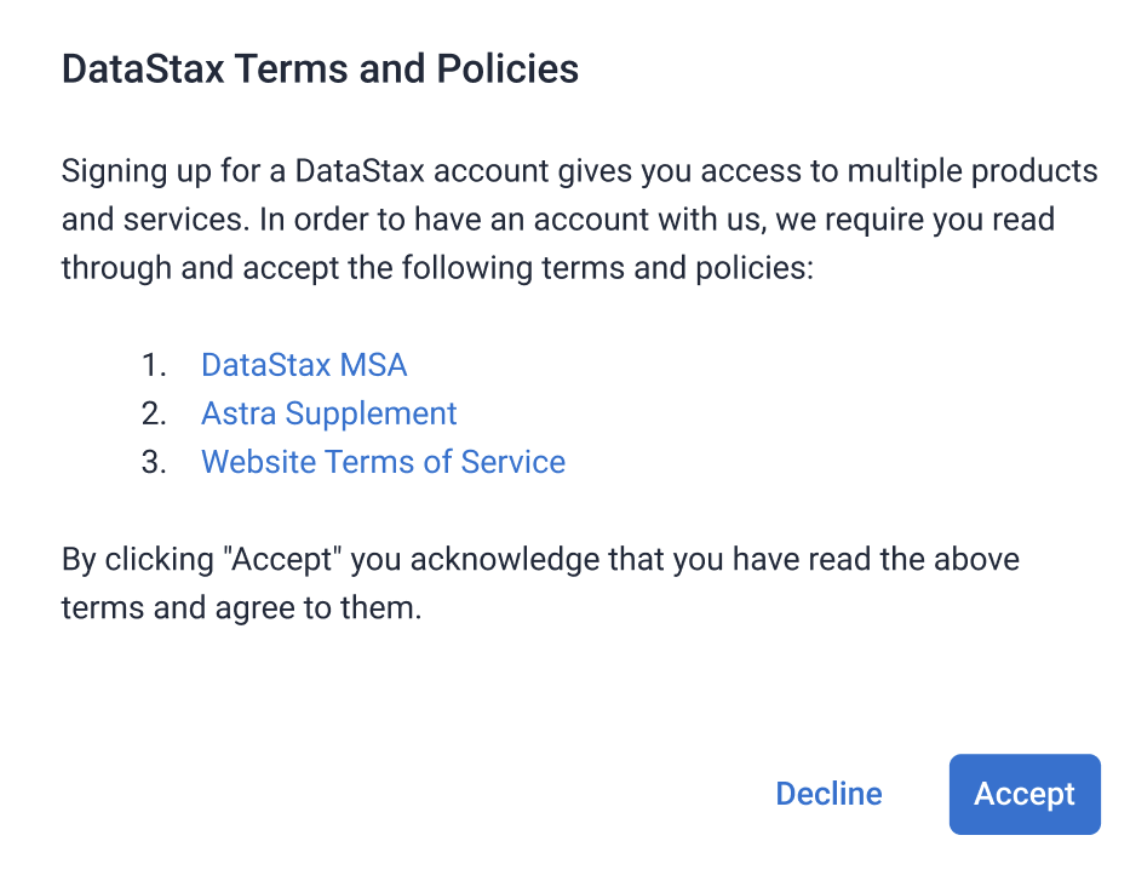 DataStax Terms and Policies
Signing up for a DataStax account gives you access to multiple products
and services. In order to have an account with us, we require you read
through and accept the following terms and policies:
1. DataStax MSA
2. Astra Supplement
3. Website Terms of Service
By clicking "Accept" you acknowledge that you have read the above
terms and agree to them.
Decline Accept